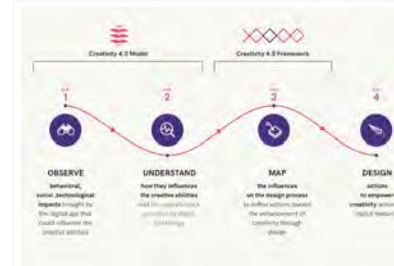 Creativity 4.0 Model
Creativity 4.0 Framework
1
2
3
4
OBSERVE
behavioral,
social, technological
impacts brought by
the digital age that
could influence the
creative abilities
UNDERSTAND
how they influences
the creative abilities
MAP
the influences
on the design process
to define actions toward
the enhancement of
creativity through
design
DESIGN
actions
to empower
creativity